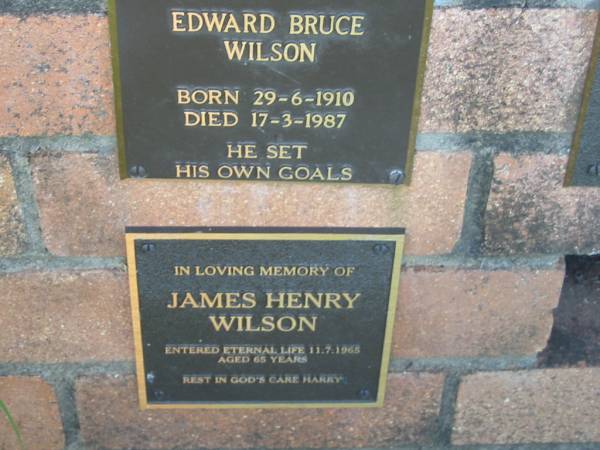 EDWARD BRUCE
WILSON
BORN 29-6-1910
DIED 17-3-1987
HE SET
HIS OWN GOALS
IN LOVING MEMORY OF
JAMES HENRY
WILSON
ENTERED ETERNAL LIFE 11.7.1965
AGED 65 YEARS
REST IN GOD'S CARE HARRY